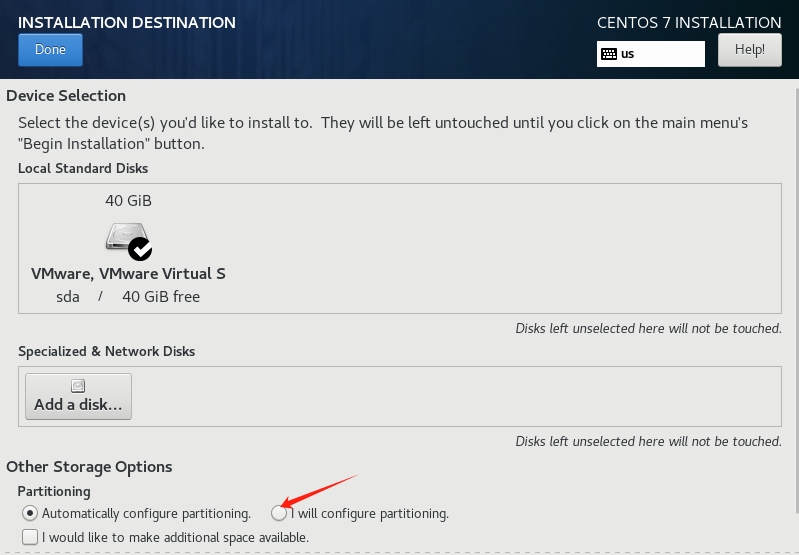 INSTALLATION DESTINATION
CENTOS 7 INSTALLATION
Done
us
Help!
Device Selection
Select the device(s) you'd like to install to.  They will be left untouched until you click on the main menu's
"Begin Installation" button.
Local Standard Disks
40 GiB
VMware, VMware Virtual S
sda / 40 GiB free
Disks left unselected here will not be touched.
Specialized & Network Disks
Add a disk...
Disks left unselected here will not be touched.
Other Storage Options
Partitioning
Automatically configure partitioning. I will configure partitioning.
I would like to make additional space available.